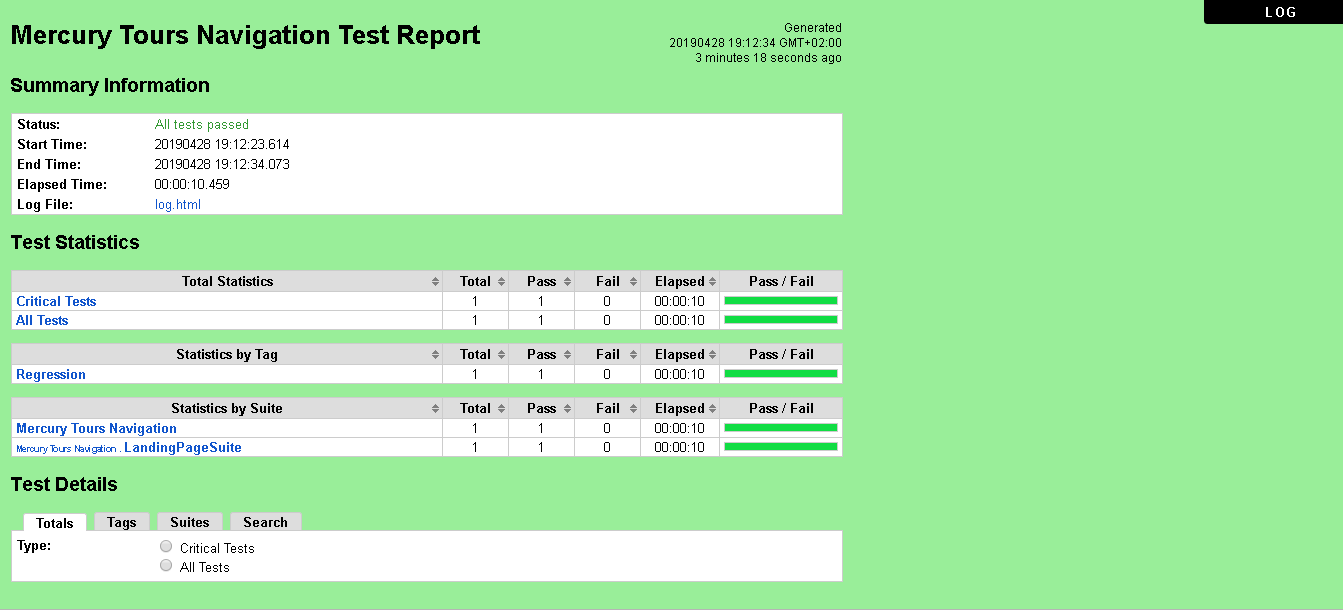 LOG
Mercury Tours Navigation Test Report
Generated
20190428 19:12:34 GMT+02:00
3 minutes 18 seconds ago
Summary Information
Status: All tests passed
Start Time: 20190428 19:12:23.614
End Time: 20190428 19:12:34.073
Elapsed Time: 00:00:10.459
Log File: log.html
Test Statistics
Total Statistics Total Pass Fail Elapsed Pass / Fail
Critical Tests 1 1 0 00:00:10
All Tests 1 1 0 00:00:10
Statistics by Tag Total Pass Fail Elapsed Pass / Fail
Regression 1 1 0 00:00:10
Statistics by Suite Total Pass Fail Elapsed Pass / Fail
Mercury Tours Navigation 1 1 0 00:00:10
Mercury Tours Navigation . LandingPageSuite 1 1 0 00:00:10
Test Details
Totals Tags Suites Search
Type: Critical Tests
All Tests